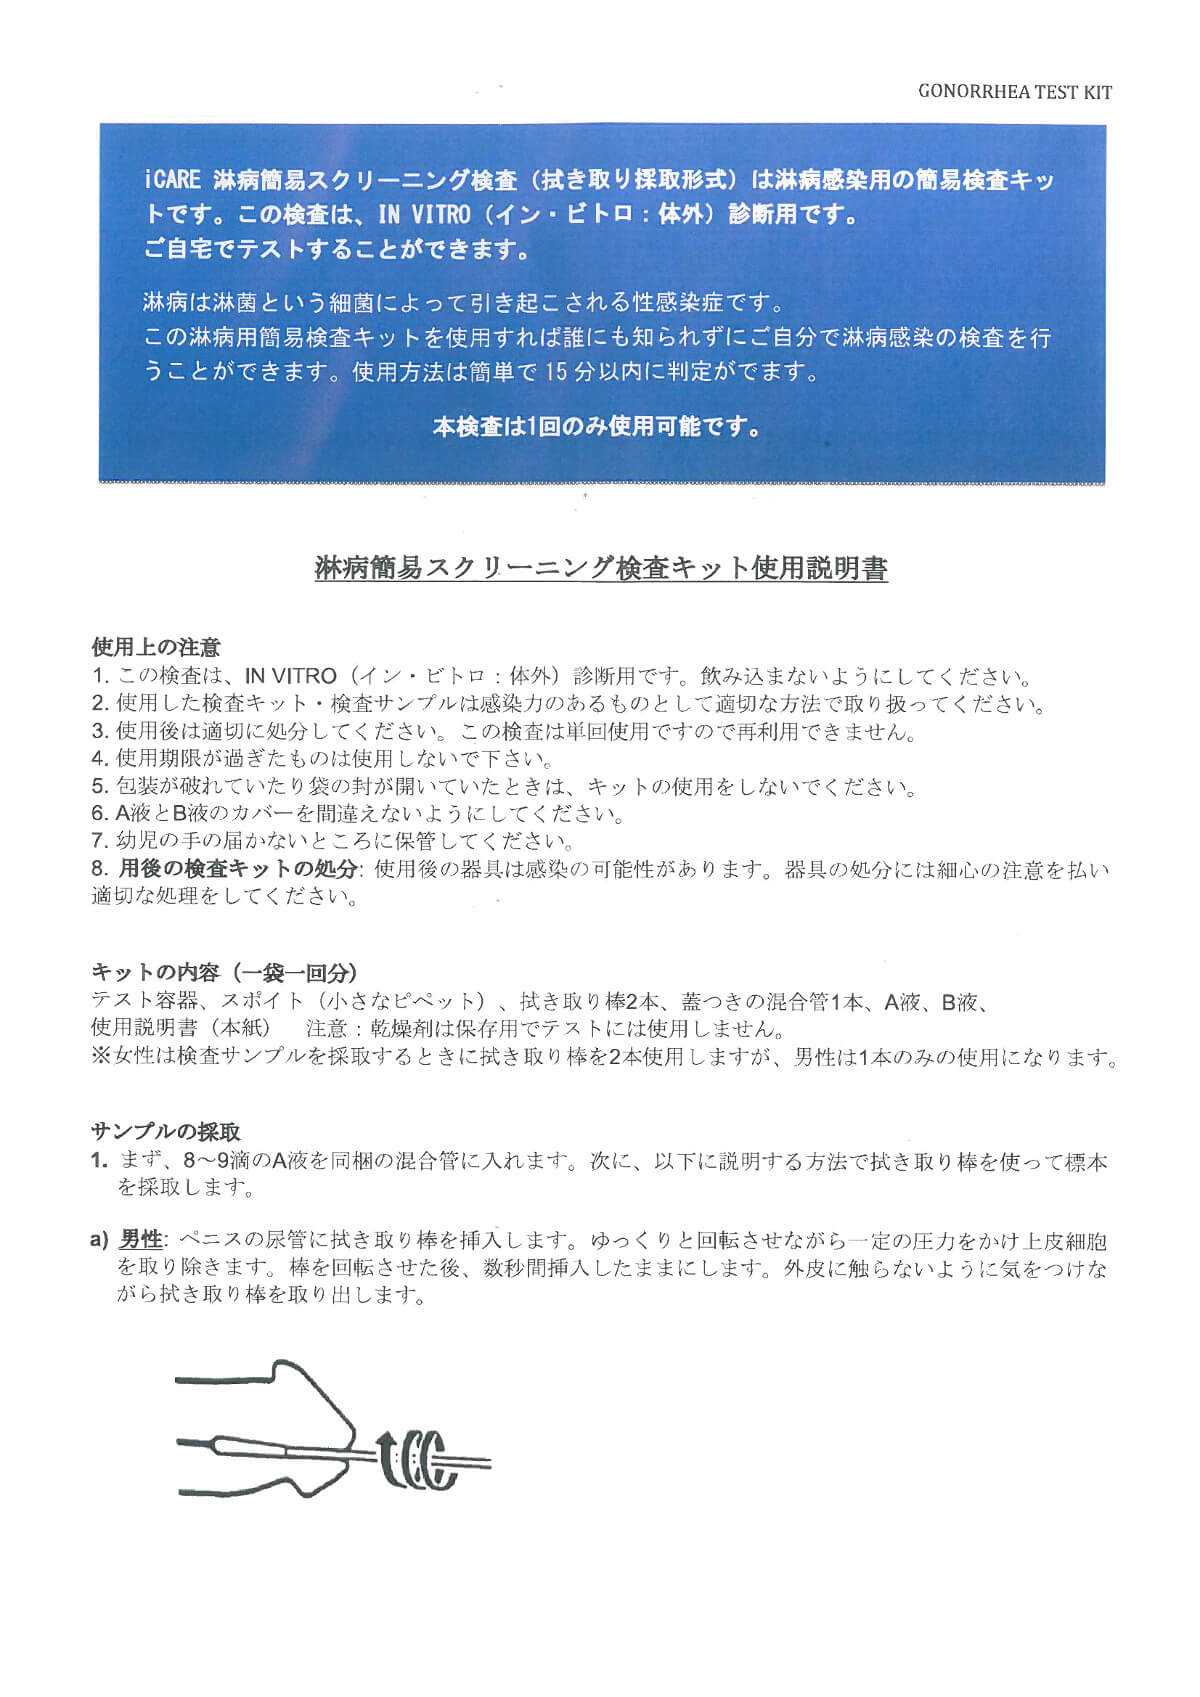 GONORRHEA TEST KIT
iCARE 淋病簡易スクリーニング検査（拭き取り採取形式）は淋病感染用の簡易検査キッ
トです。この検査は、IN VITRO（イン・ビトロ：体外）診断用です。
ご自宅でテストすることができます。
淋病は淋菌という細菌によって引き起こされる性感染症です。
この淋病用簡易検査キットを使用すれば誰にも知られずにご自分で淋病感染の検査を行
うことができます。使用方法は簡単で 15 分以内に判定がでます。
本検査は1回のみ使用可能です。
淋病簡易スクリーニング検査キット使用説明書
使用上の注意
1. この検査は、IN VITRO（イン・ビトロ：体外）診断用です。飲み込まないようにしてください。
2. 使用した検査キット・検査サンプルは感染力のあるものとして適切な方法で取り扱ってください。
3. 使用後は適切に処分してください。この検査は単回使用ですので再利用できません。
4. 使用期限が過ぎたものは使用しないで下さい。
5. 包装が破れていたり袋の封が開いていたときは、キットの使用をしないでください。
6. A液とB液のカバーを間違えないようにしてください。
7. 幼児の手の届かないところに保管してください。
8. 用後の検査キットの処分: 使用後の器具は感染の可能性があります。器具の処分には細心の注意を払い
適切な処理をしてください。
キットの内容（一袋一回分）
テスト容器、スポイト（小さなピペット）、拭き取り棒2本、蓋つきの混合管1本、A液、B液、
使用説明書（本紙） 注意：乾燥剤は保存用でテストには使用しません。
※女性は検査サンプルを採取するときに拭き取り棒を2本使用しますが、男性は1本のみの使用になります。
サンプルの採取
1. まず、8～9滴のA液を同梱の混合管に入れます。次に、以下に説明する方法で拭き取り棒を使って標本
を採取します。
a) 男性: ペニスの尿管に拭き取り棒を挿入します。ゆっくりと回転させながら一定の圧力をかけ上皮細胞
を取り除きます。棒を回転させた後、数秒間挿入したままにします。外皮に触らないように気をつけな
がら拭き取り棒を取り出します。